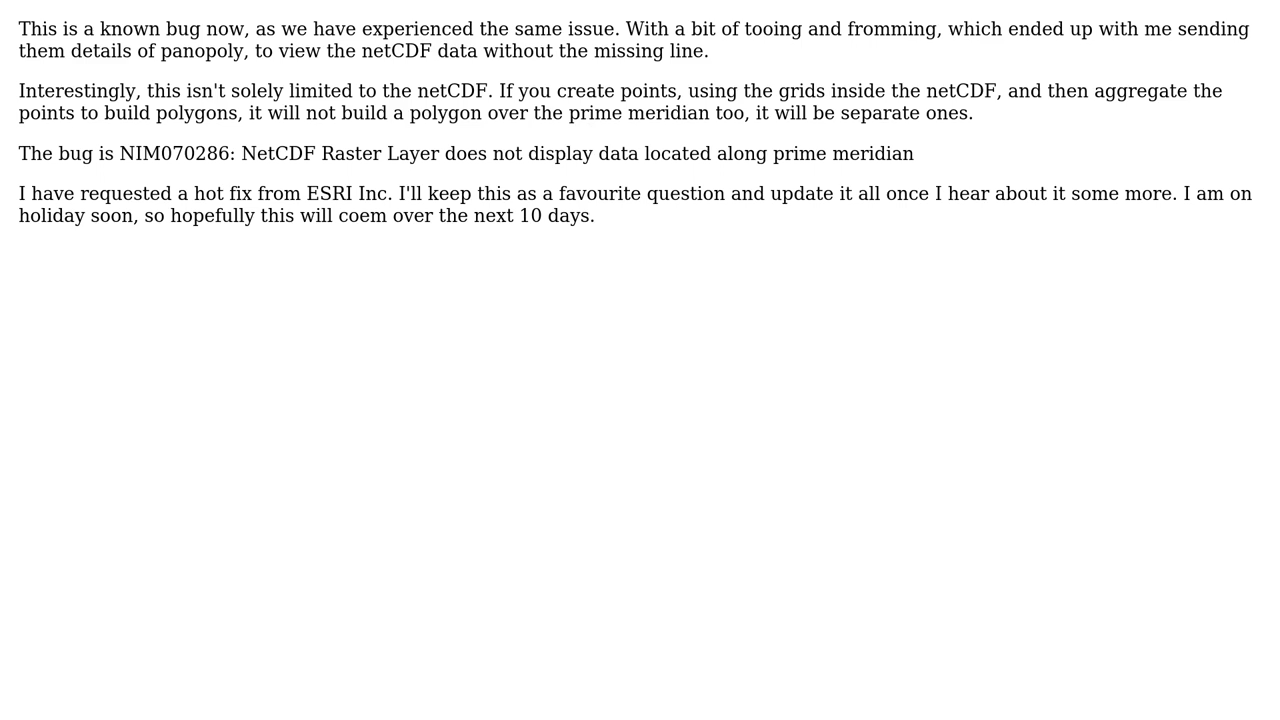 This is a known bug now, as we have experienced the same issue. With a bit of tooing and fromming, which ended up with me sending
them details of panopoly, to view the netCDF data without the missing line.
Interestingly, this isn't solely limited to the netCDF. If you create points, using the grids inside the netCDF, and then aggregate the
points to build polygons, it will not build a polygon over the prime meridian too, it will be separate ones.
The bug is NIM070286: NetCDF Raster Layer does not display data located along prime meridian
I have requested a hot fix from ESRI Inc. I'll keep this as a favourite question and update it all once I hear about it some more. I am on
holiday soon, so hopefully this will coem over the next 10 days.